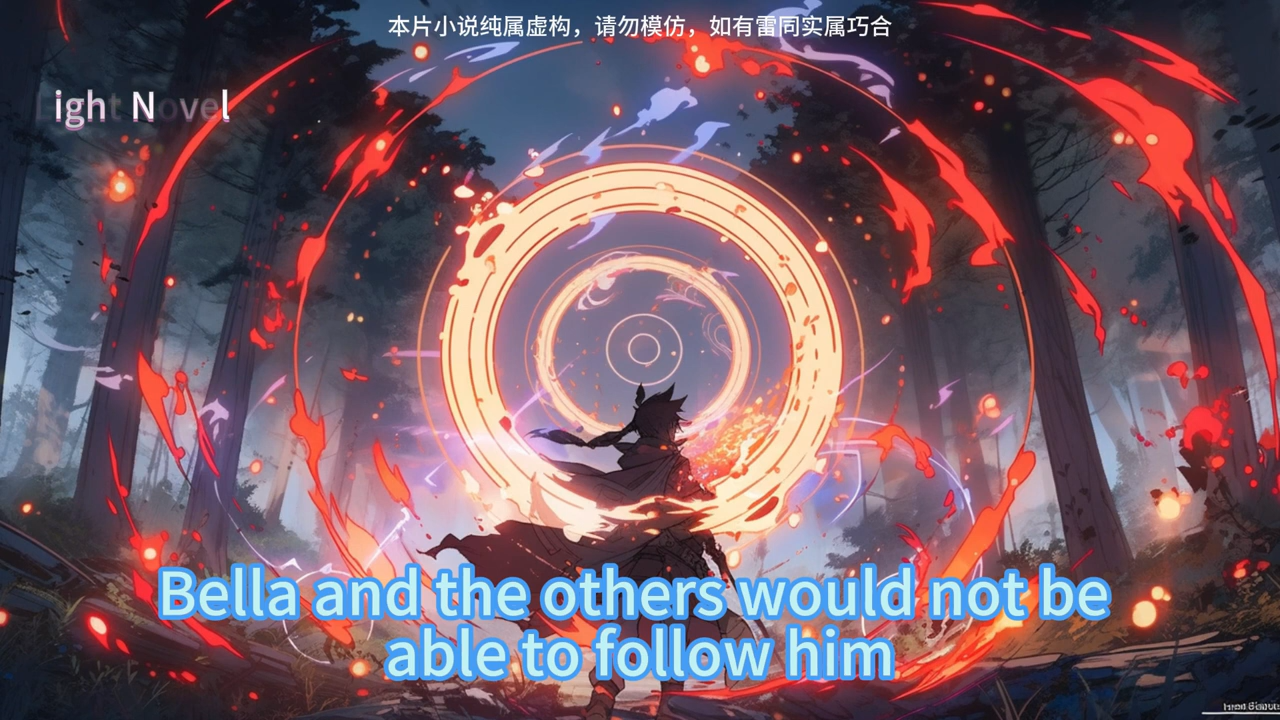 本片小说纯属虚构，请勿模仿，如有雷同实属巧合
Light Novel
Bella and the others would not be
able to follow him